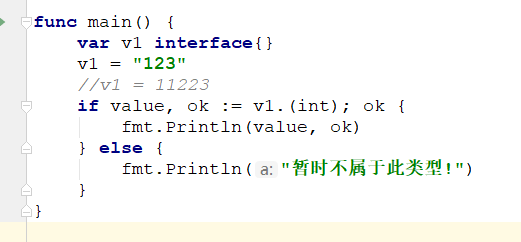 func main() {
    var v1 interface{}
    v1 = "123"
    //v1 = 11223
    if value, ok := v1.(int); ok {
        fmt.Println(value, ok)
    } else {
        fmt.Println( a: "暂时不属于此类型!")
    }
}